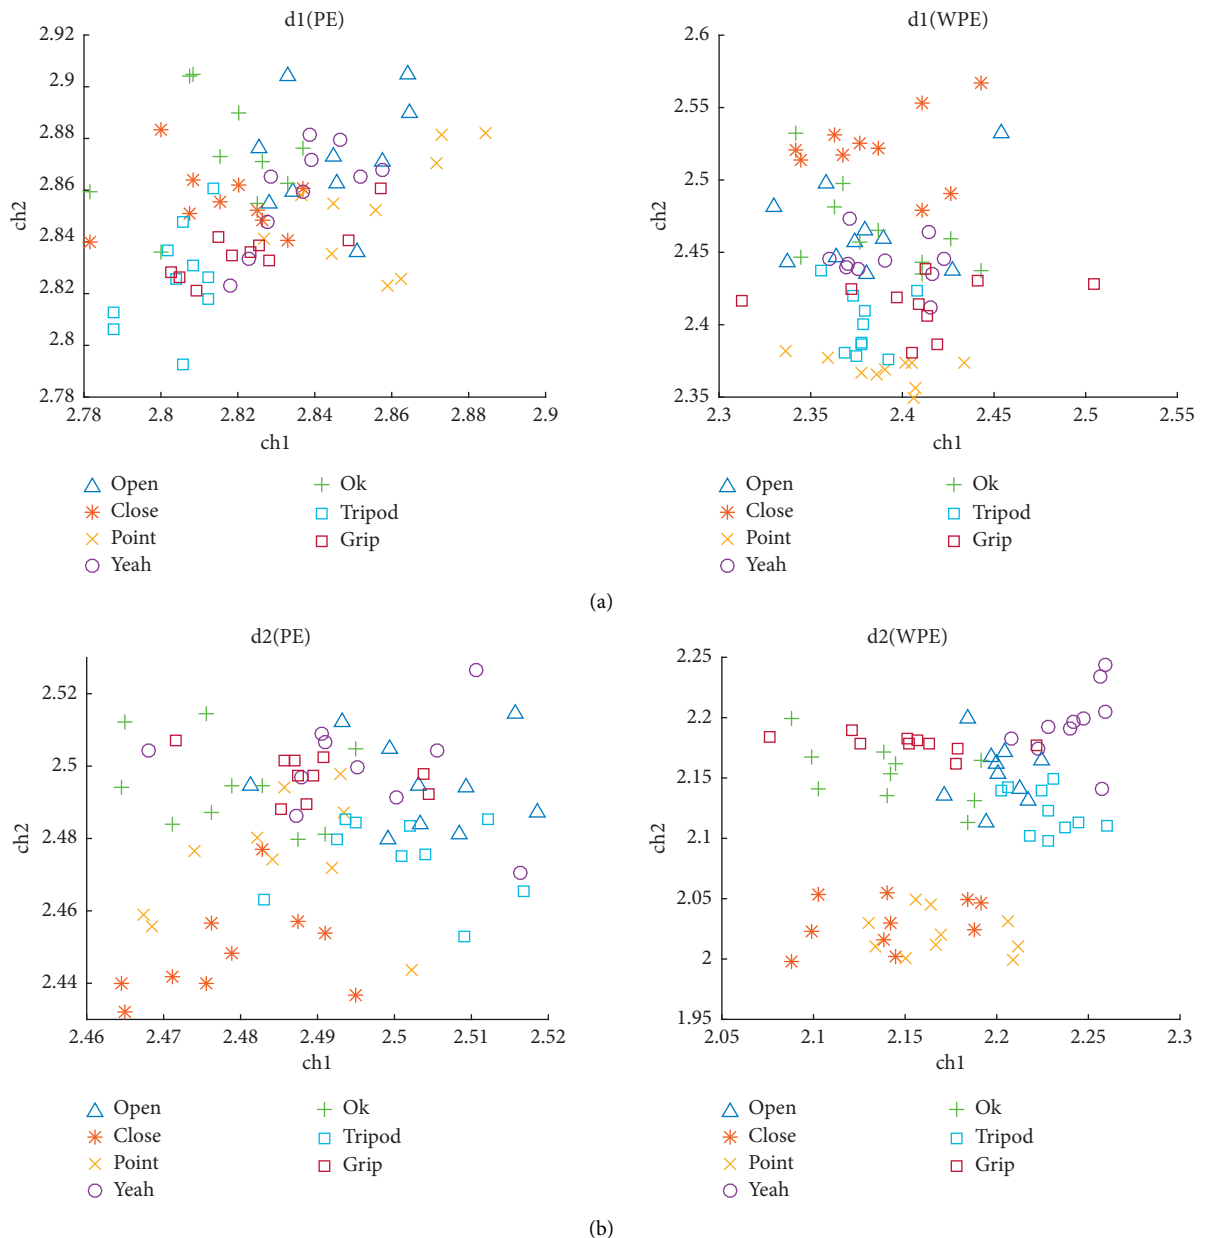 d1(PE)
2.92
2.9
2.88
2.86
2.84
2.82
2.8
2.78
ch2
2.78 2.8 2.82 2.84 2.86 2.88 2.9
ch1
Open Ok
Close Tripod
Point Grip
Yeah
d1(WPE)
2.6
2.55
2.5
2.45
2.4
2.35
ch2
2.3 2.35 2.4 2.45 2.5 2.55
ch1
Open Ok
Close Tripod
Point Grip
Yeah
(a)
d2(PE)
2.52
2.5
2.48
2.46
2.44
ch2
2.46 2.47 2.48 2.49 2.5 2.51 2.52
ch1
Open Ok
Close Tripod
Point Grip
Yeah
d2(WPE)
2.25
2.2
2.15
2.1
2.05
2
1.95
ch2
2.05 2.1 2.15 2.2 2.25 2.3
ch1
Open Ok
Close Tripod
Point Grip
Yeah
(b)